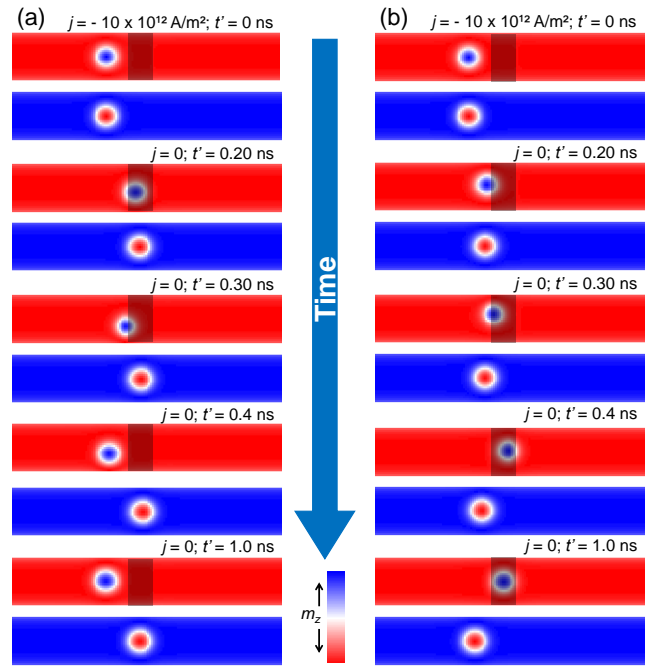 (a)
j = - 10 x 10¹² A/m²; t’ = 0 ns
j = 0; t’ = 0.20 ns
j = 0; t’ = 0.30 ns
j = 0; t’ = 0.4 ns
j = 0; t’ = 1.0 ns
Time
m_z
(b)
j = - 10 x 10¹² A/m²; t’ = 0 ns
j = 0; t’ = 0.20 ns
j = 0; t’ = 0.30 ns
j = 0; t’ = 0.4 ns
j = 0; t’ = 1.0 ns